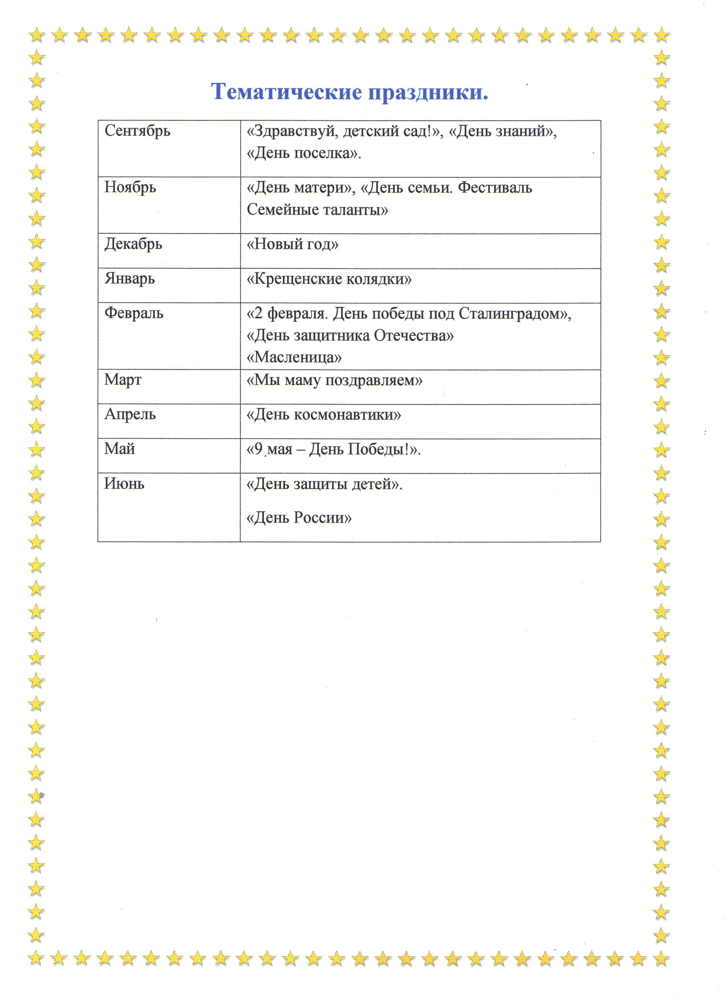 Тематические праздники.
Сентябрь
«Здравствуй, детский сад!», «День знаний»,
«День поселка».
Ноябрь
«День матери», «День семьи. Фестиваль
Семейные таланты»
Декабрь
«Новый год»
Январь
«Крещенские колядки»
Февраль
«2 февраля. День победы под Сталинградом»,
«День защитника Отечества»
«Масленица»
Март
«Мы маму поздравляем»
Апрель
«День космонавтики»
Май
«9 мая – День Победы!».
Июнь
«День защиты детей».
«День России»